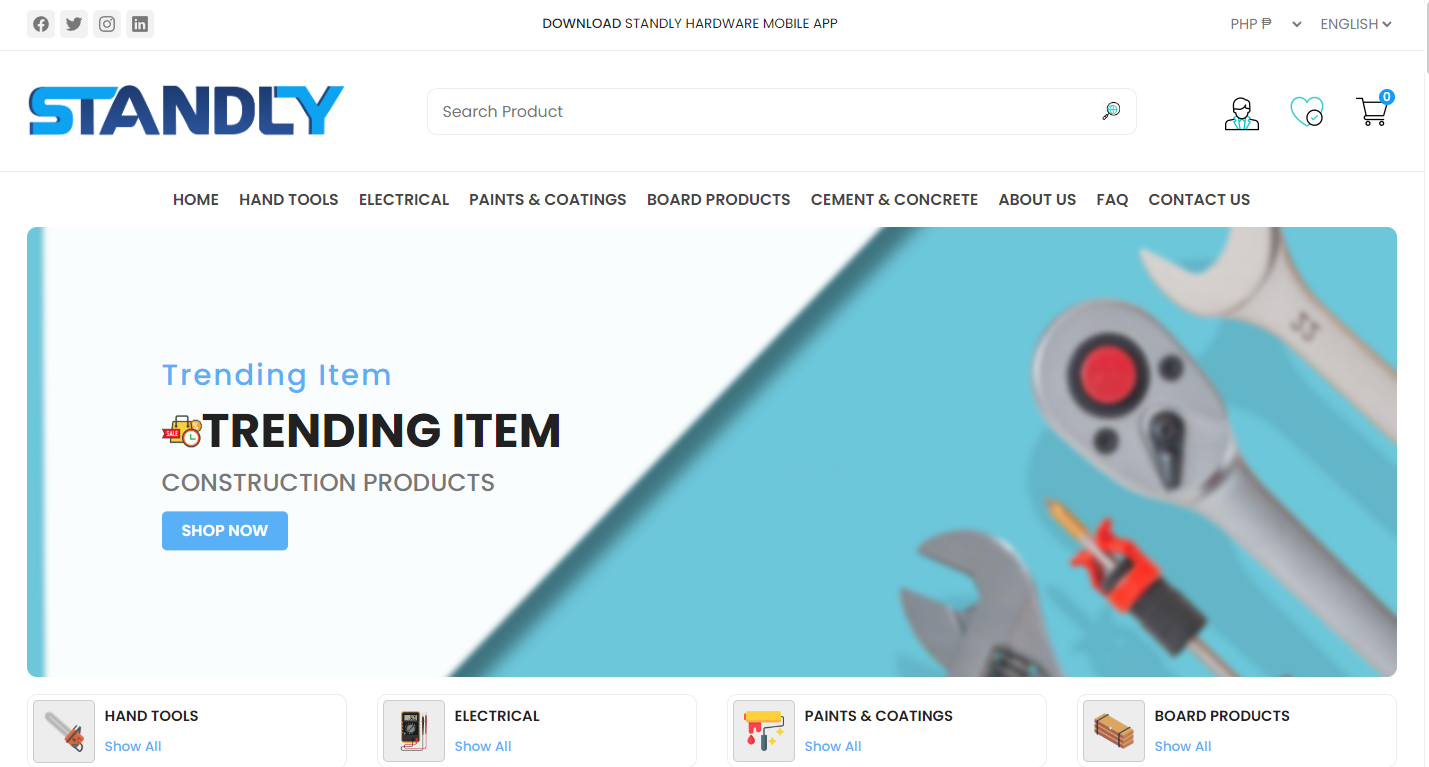 DOWNLOAD STANDLY HARDWARE MOBILE APP
PHP ₱
ENGLISH
STANDLY
Search Product
0
HOME HAND TOOLS ELECTRICAL PAINTS & COATINGS BOARD PRODUCTS CEMENT & CONCRETE ABOUT US FAQ CONTACT US
33
Trending Item
SALE
TRENDING ITEM
CONSTRUCTION PRODUCTS
SHOP NOW
HAND TOOLS
Show All
ELECTRICAL
Show All
PAINTS & COATINGS
Show All
BOARD PRODUCTS
Show All